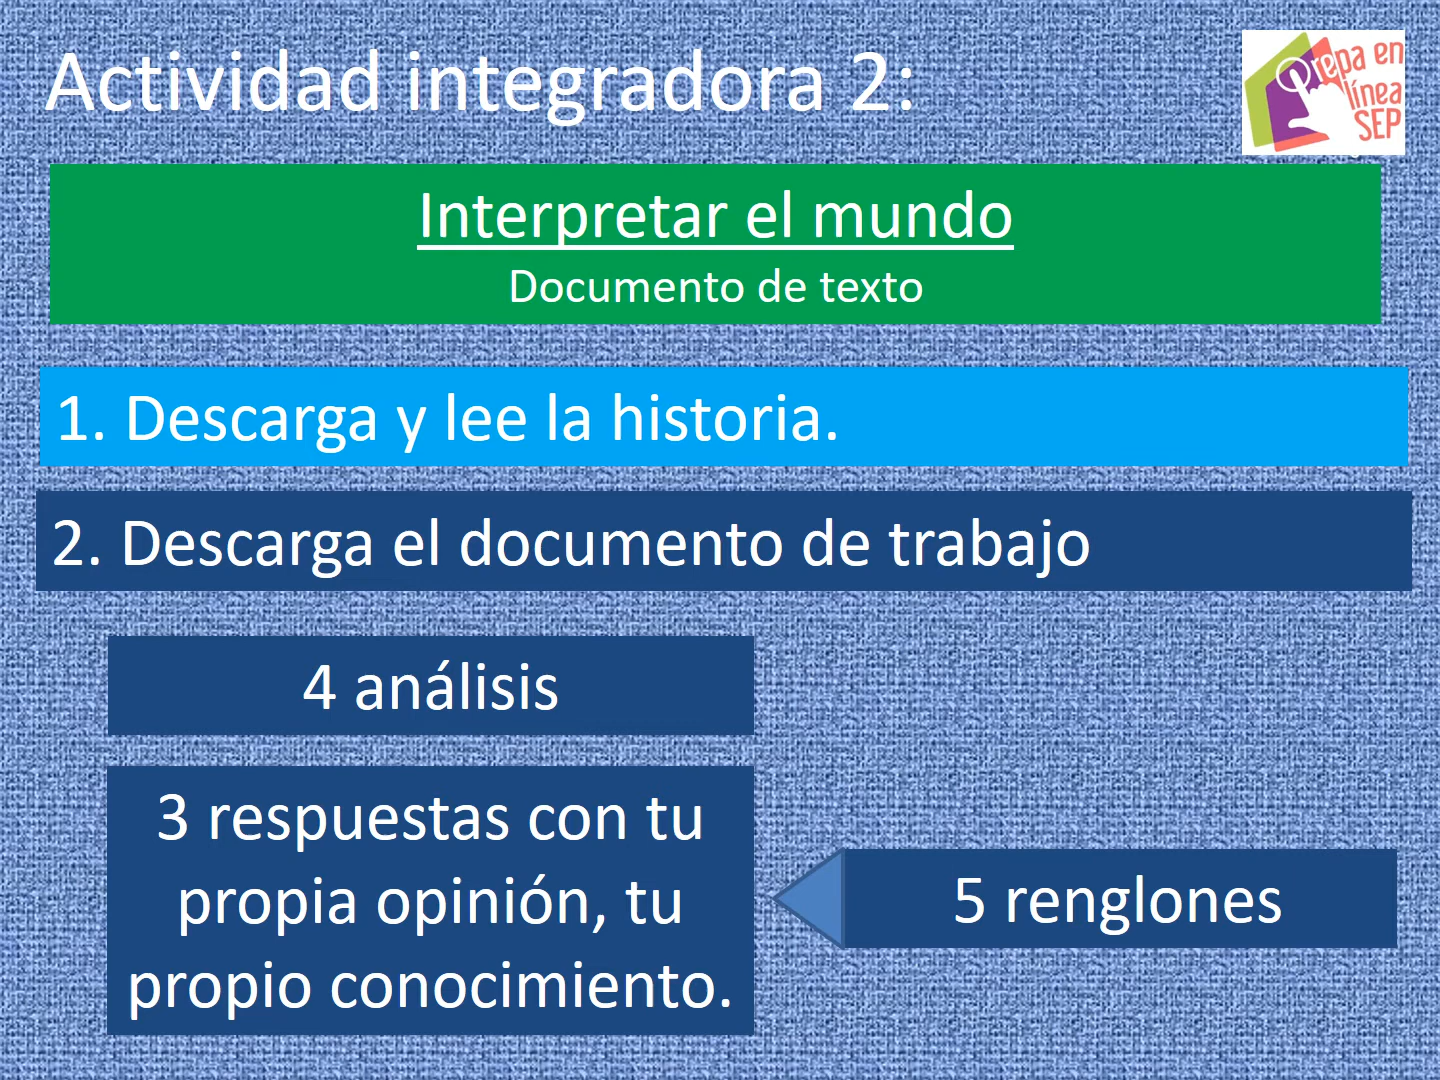 Actividad integradora 2:
Prepa en
línea
SEP
Interpretar el mundo
Documento de texto
1. Descarga y lee la historia.
2. Descarga el documento de trabajo
4 análisis
3 respuestas con tu
propia opinión, tu
propio conocimiento.
5 renglones